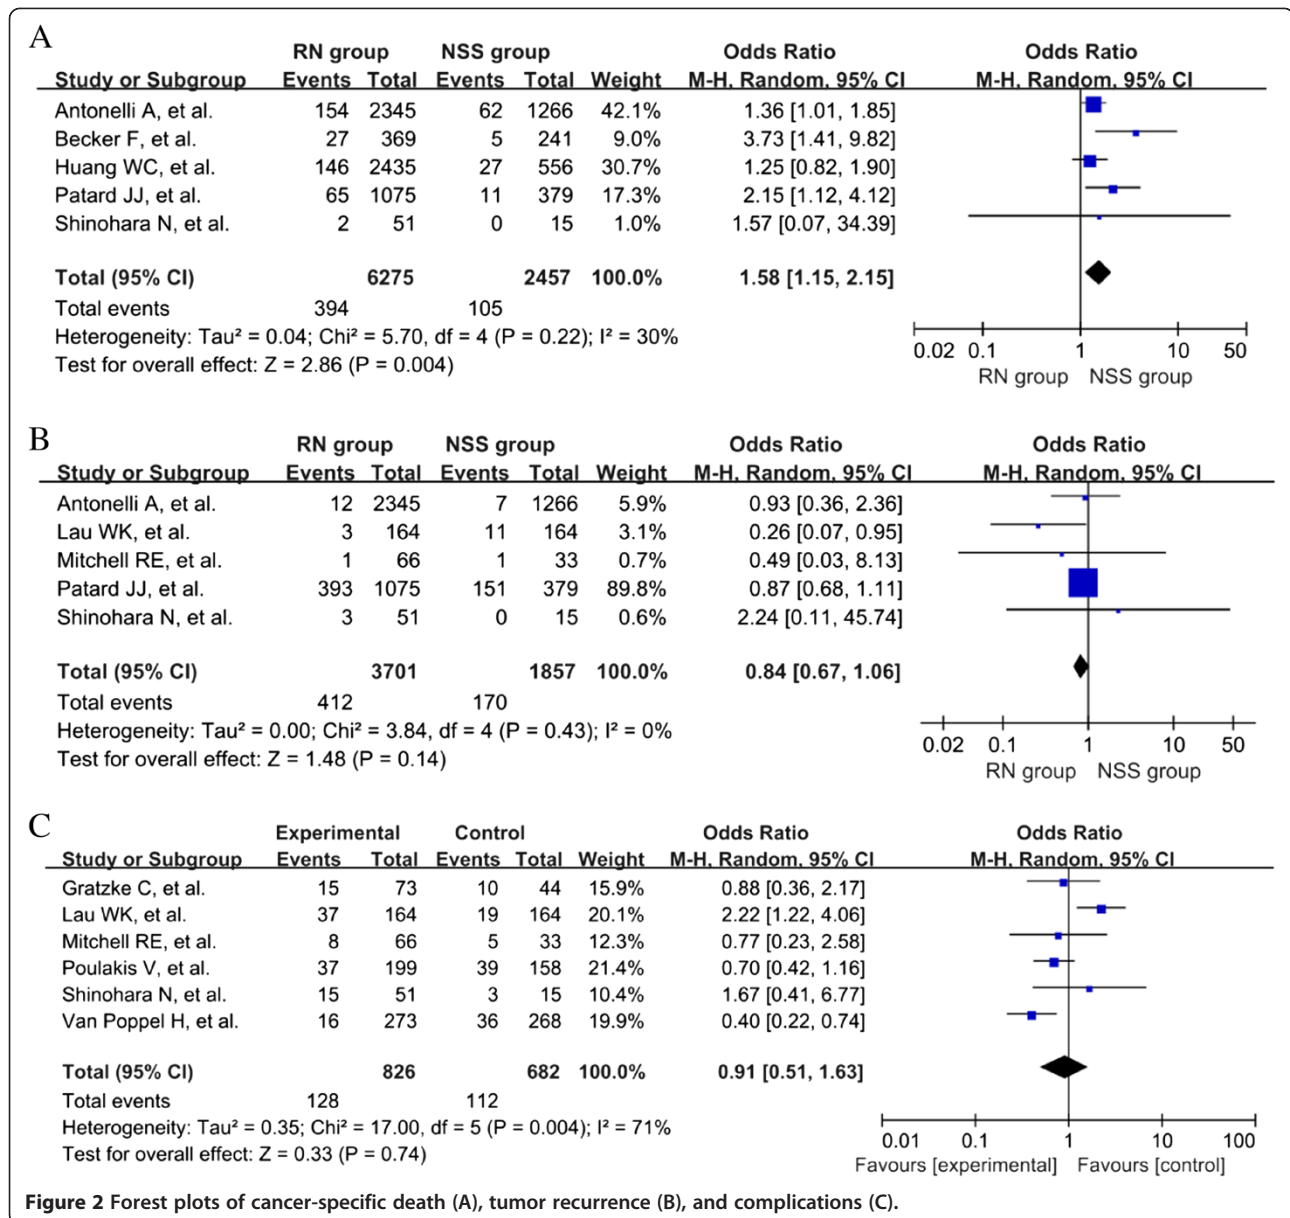 A
RN group NSS group Odds Ratio Odds Ratio
Study or Subgroup Events Total Events Total Weight M-H, Random, 95% CI M-H, Random, 95% CI
Antonelli A, et al. 154 2345 62 1266 42.1% 1.36 [1.01, 1.85]
Becker F, et al. 27 369 5 241 9.0% 3.73 [1.41, 9.82]
Huang WC, et al. 146 2435 27 556 30.7% 1.25 [0.82, 1.90]
Patard JJ, et al. 65 1075 11 379 17.3% 2.15 [1.12, 4.12]
Shinohara N, et al. 2 51 0 15 1.0% 1.57 [0.07, 34.39]
Total (95% CI) 6275 2457 100.0% 1.58 [1.15, 2.15]
Total events 394 105
Heterogeneity: Tau² = 0.04; Chi² = 5.70, df = 4 (P = 0.22); I² = 30%
Test for overall effect: Z = 2.86 (P = 0.004)
0.02 0.1 1 10 50
RN group NSS group
B
RN group NSS group Odds Ratio Odds Ratio
Study or Subgroup Events Total Events Total Weight M-H, Random, 95% CI M-H, Random, 95% CI
Antonelli A, et al. 12 2345 7 1266 5.9% 0.93 [0.36, 2.36]
Lau WK, et al. 3 164 11 164 3.1% 0.26 [0.07, 0.95]
Mitchell RE, et al. 1 66 1 33 0.7% 0.49 [0.03, 8.13]
Patard JJ, et al. 393 1075 151 379 89.8% 0.87 [0.68, 1.11]
Shinohara N, et al. 3 51 0 15 0.6% 2.24 [0.11, 45.74]
Total (95% CI) 3701 1857 100.0% 0.84 [0.67, 1.06]
Total events 412 170
Heterogeneity: Tau² = 0.00; Chi² = 3.84, df = 4 (P = 0.43); I² = 0%
Test for overall effect: Z = 1.48 (P = 0.14)
0.02 0.1 1 10 50
RN group NSS group
C
Experimental Control Odds Ratio Odds Ratio
Study or Subgroup Events Total Events Total Weight M-H, Random, 95% CI M-H, Random, 95% CI
Gratzke C, et al. 15 73 10 44 15.9% 0.88 [0.36, 2.17]
Lau WK, et al. 37 164 19 164 20.1% 2.22 [1.22, 4.06]
Mitchell RE, et al. 8 66 5 33 12.3% 0.77 [0.23, 2.58]
Poulakis V, et al. 37 199 39 158 21.4% 0.70 [0.42, 1.16]
Shinohara N, et al. 15 51 3 15 10.4% 1.67 [0.41, 6.77]
Van Poppel H, et al. 16 273 36 268 19.9% 0.40 [0.22, 0.74]
Total (95% CI) 826 682 100.0% 0.91 [0.51, 1.63]
Total events 128 112
Heterogeneity: Tau² = 0.35; Chi² = 17.00, df = 5 (P = 0.004); I² = 71%
Test for overall effect: Z = 0.33 (P = 0.74)
0.01 0.1 1 10 100
Favours [experimental] Favours [control]
Figure 2 Forest plots of cancer-specific death (A), tumor recurrence (B), and complications (C).